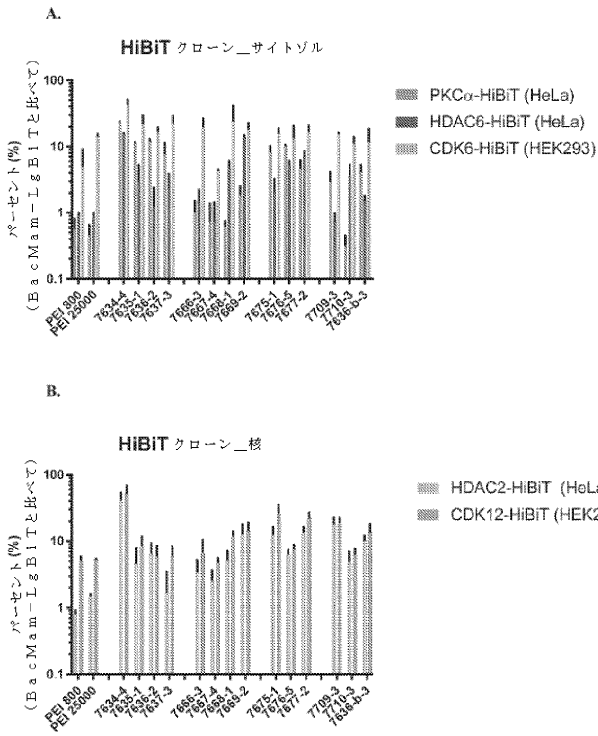 A.
HiBiT クローン__サイトゾル
パーセント(%)
(BacMam-LgBiTと比べて)
100
10
1
0.1
PEI 800
PEI 25000
7634-4
7635-1
7636-2
7637-3
7666-3
7667-4
7668-1
7669-2
7675-1
7676-5
7677-2
7709-3
7710-3
7636-b-3
PKCα-HiBiT (HeLa)
HDAC6-HiBiT (HeLa)
CDK6-HiBiT (HEK293)
B.
HiBiT クローン__核
パーセント(%)
(BacMam-LgBiTと比べて)
100
10
1
0.1
PEI 800
PEI 25000
7634-4
7635-1
7636-2
7637-3
7666-3
7667-4
7668-1
7669-2
7675-1
7676-5
7677-2
7709-3
7710-3
7636-b-3
HDAC2-HiBiT (HeLa
CDK12-HiBiT (HEK2